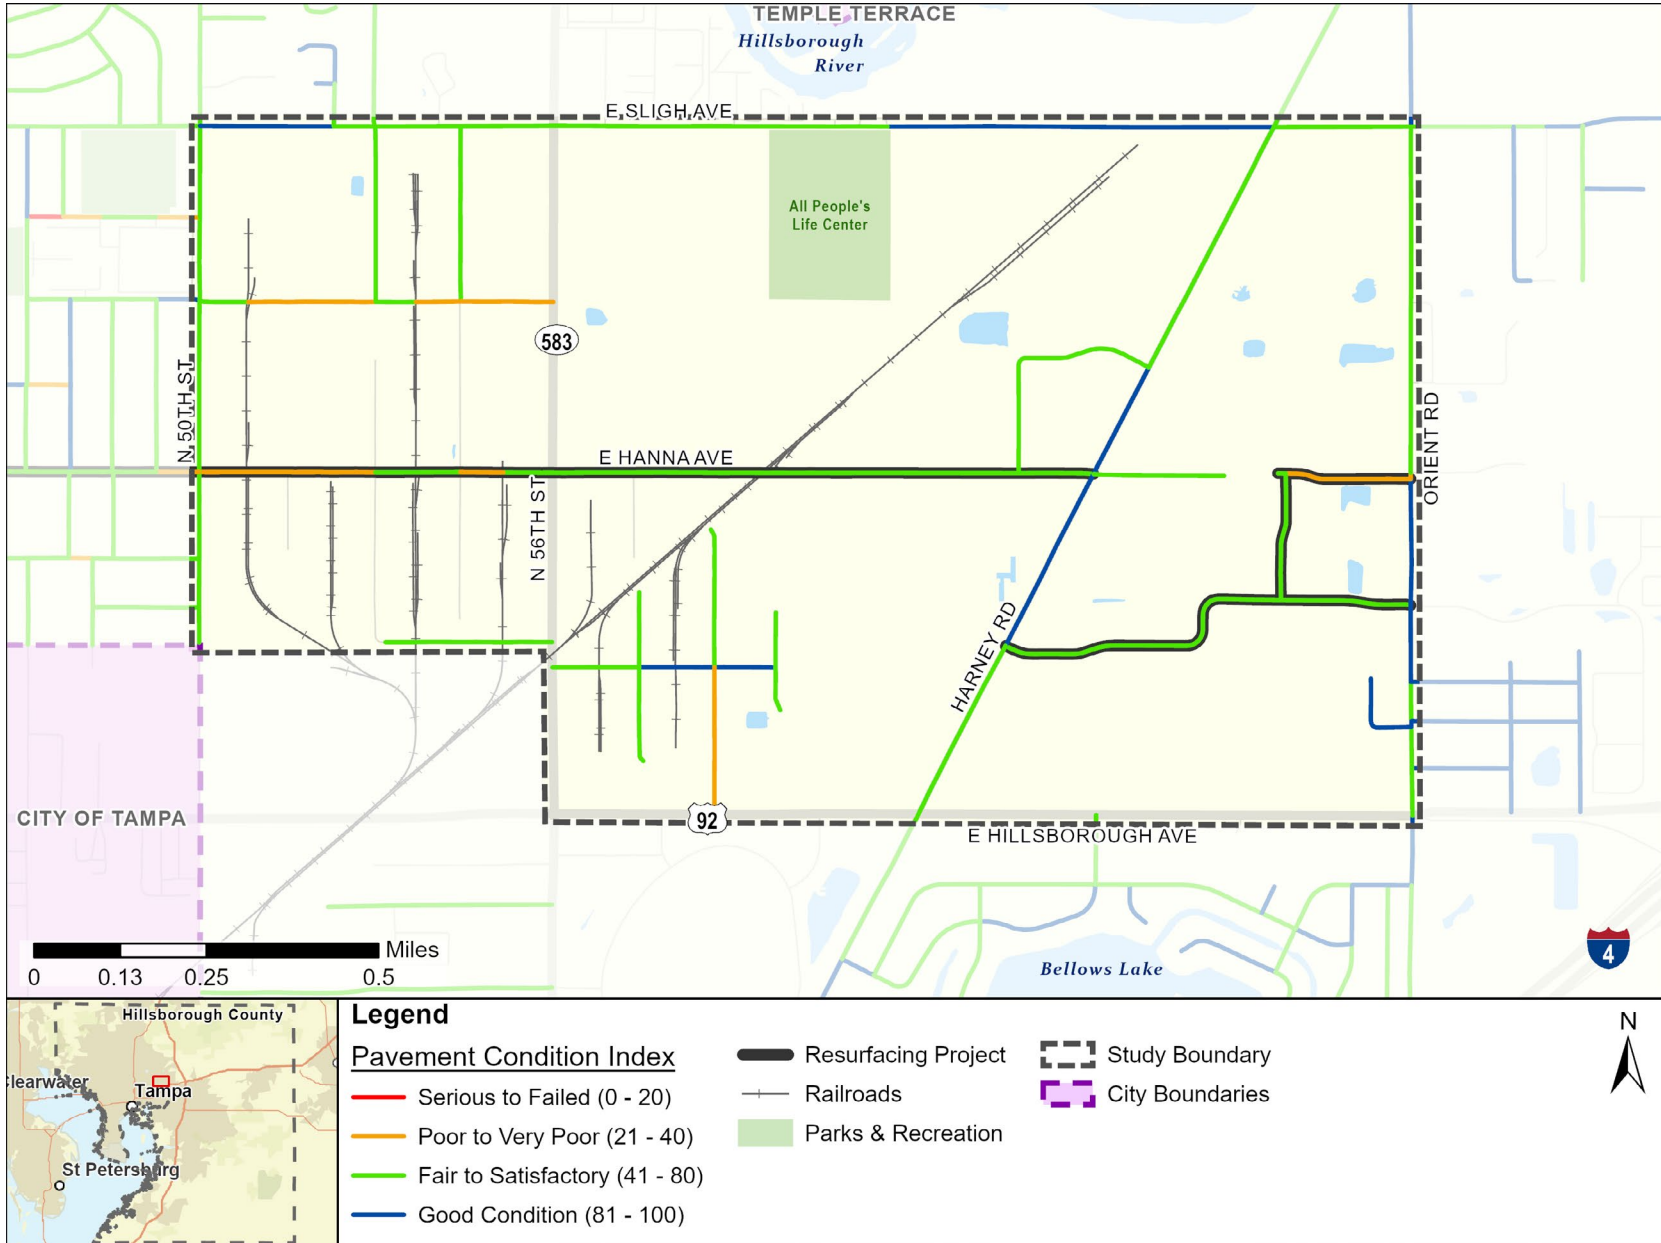 TEMPLE TERRACE
Hillsborough
River
E SLIGH AVE
All People's
Life Center
583
N 50TH ST
E HANNA AVE
N 56TH ST
ORIENT RD
HARNEY RD
CITY OF TAMPA
92
E HILLSBOROUGH AVE
Bellows Lake
4
Miles
0 0.13 0.25 0.5
Hillsborough County
Clearwater
Tampa
St Petersburg
Legend
Pavement Condition Index
Serious to Failed (0 - 20)
Poor to Very Poor (21 - 40)
Fair to Satisfactory (41 - 80)
Good Condition (81 - 100)
Resurfacing Project
Railroads
Parks & Recreation
Study Boundary
City Boundaries
N